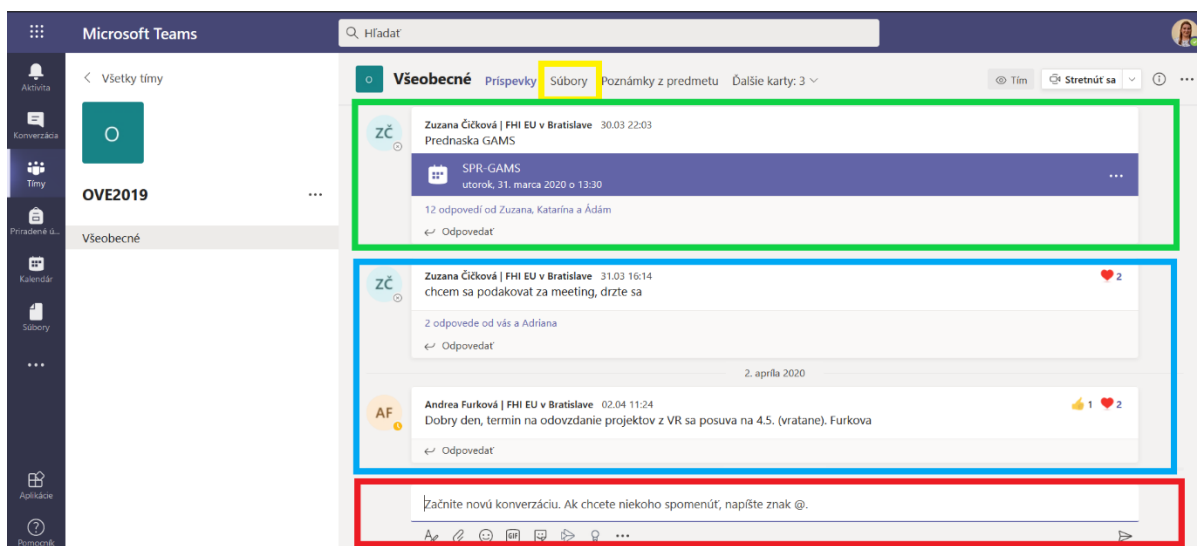 Microsoft Teams
Hľadať
Aktivita
Konverzácia
Tímy
Priradené ú...
Kalendár
Súbory
Aplikácie
Pomocník
Všetky tímy
O
OVE2019
Všeobecné
O
Všeobecné Príspevky Súbory Poznámky z predmetu Ďalšie karty: 3
Tím
Stretnúť sa
ZČ
Zuzana Čičková | FHI EU v Bratislave 30.03 22:03
Prednaska GAMS
SPR-GAMS
utorok, 31. marca 2020 o 13:30
12 odpovedí od Zuzana, Katarína a Ádám
Odpovedať
ZČ
Zuzana Čičková | FHI EU v Bratislave 31.03 16:14
2
chcem sa podakovat za meeting, drzte sa
2 odpovede od vás a Adriana
Odpovedať
2. apríla 2020
AF
Andrea Furková | FHI EU v Bratislave 02.04 11:24
1 2
Dobry den, termin na odovzdanie projektov z VR sa posuva na 4.5. (vratane). Furkova
Odpovedať
Začnite novú konverzáciu. Ak chcete niekoho spomenúť, napíšte znak @.
GIF